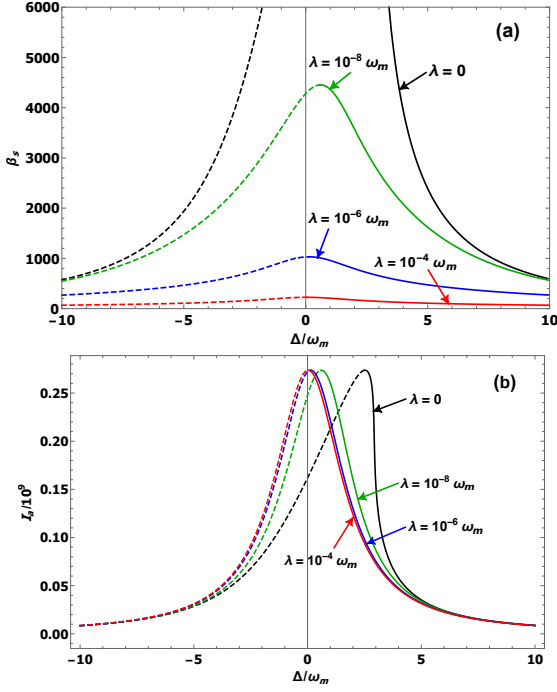 6000
5000
4000
3000
2000
1000
0
β_s
(a)
λ = 10⁻⁸ ω_m
λ = 0
λ = 10⁻⁶ ω_m
λ = 10⁻⁴ ω_m
-10
-5
0
5
10
Δ/ω_m
(b)
0.25
0.20
0.15
0.10
0.05
0.00
I_a/10⁹
λ = 0
λ = 10⁻⁸ ω_m
λ = 10⁻⁶ ω_m
λ = 10⁻⁴ ω_m
-10
-5
0
5
10
Δ/ω_m